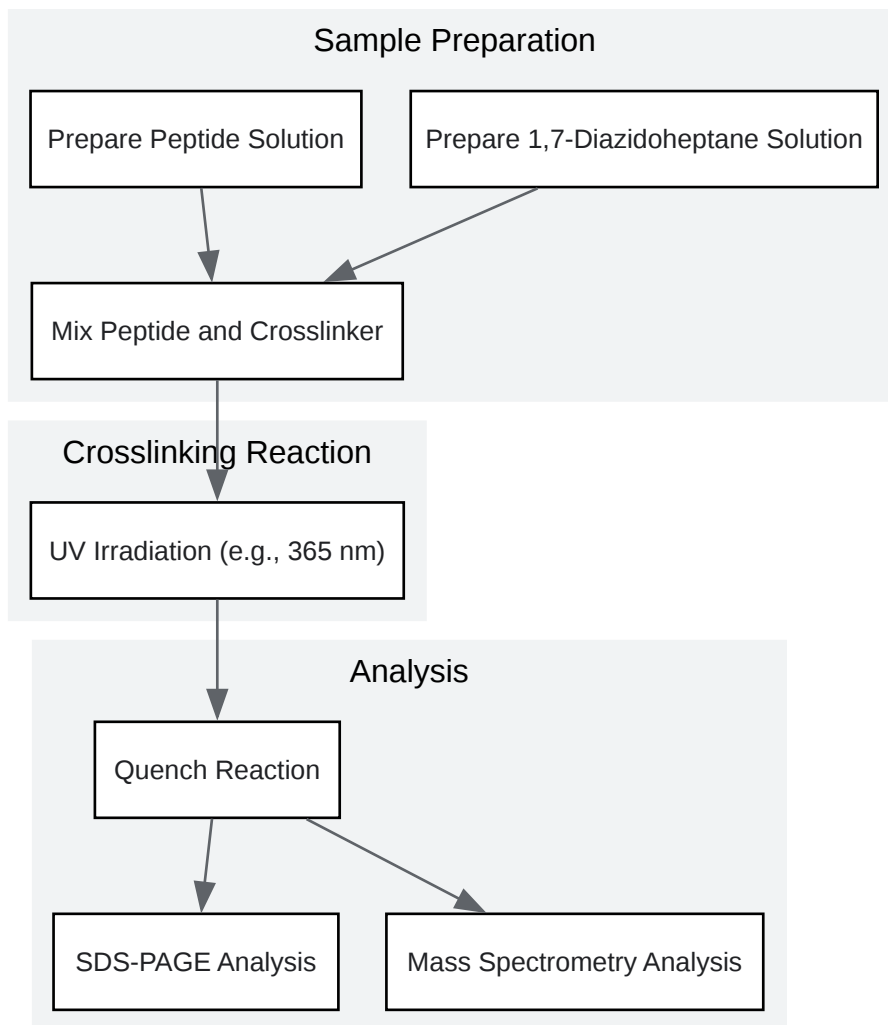 Sample Preparation
Prepare Peptide Solution
Prepare 1,7-Diazidoheptane Solution
Mix Peptide and Crosslinker
Crosslinking Reaction
UV Irradiation (e.g., 365 nm)
Analysis
Quench Reaction
SDS-PAGE Analysis
Mass Spectrometry Analysis